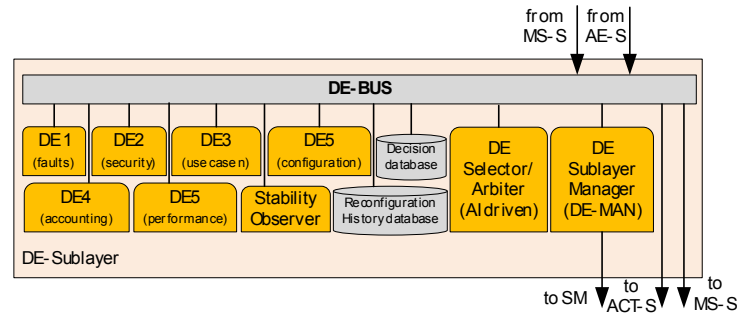 from
MS-S
from
AE-S
DE-BUS
DE1
(faults)
DE2
(security)
DE3
(use case n)
DE5
(configuration)
Decision
database
DE
Selector/
Arbiter
(AI driven)
DE
Sublayer
Manager
(DE-MAN)
DE4
(accounting)
DE5
(performance)
Stability
Observer
Reconfiguration
History database
DE-Sublayer
to SM
to
ACT-S
to
MS-S